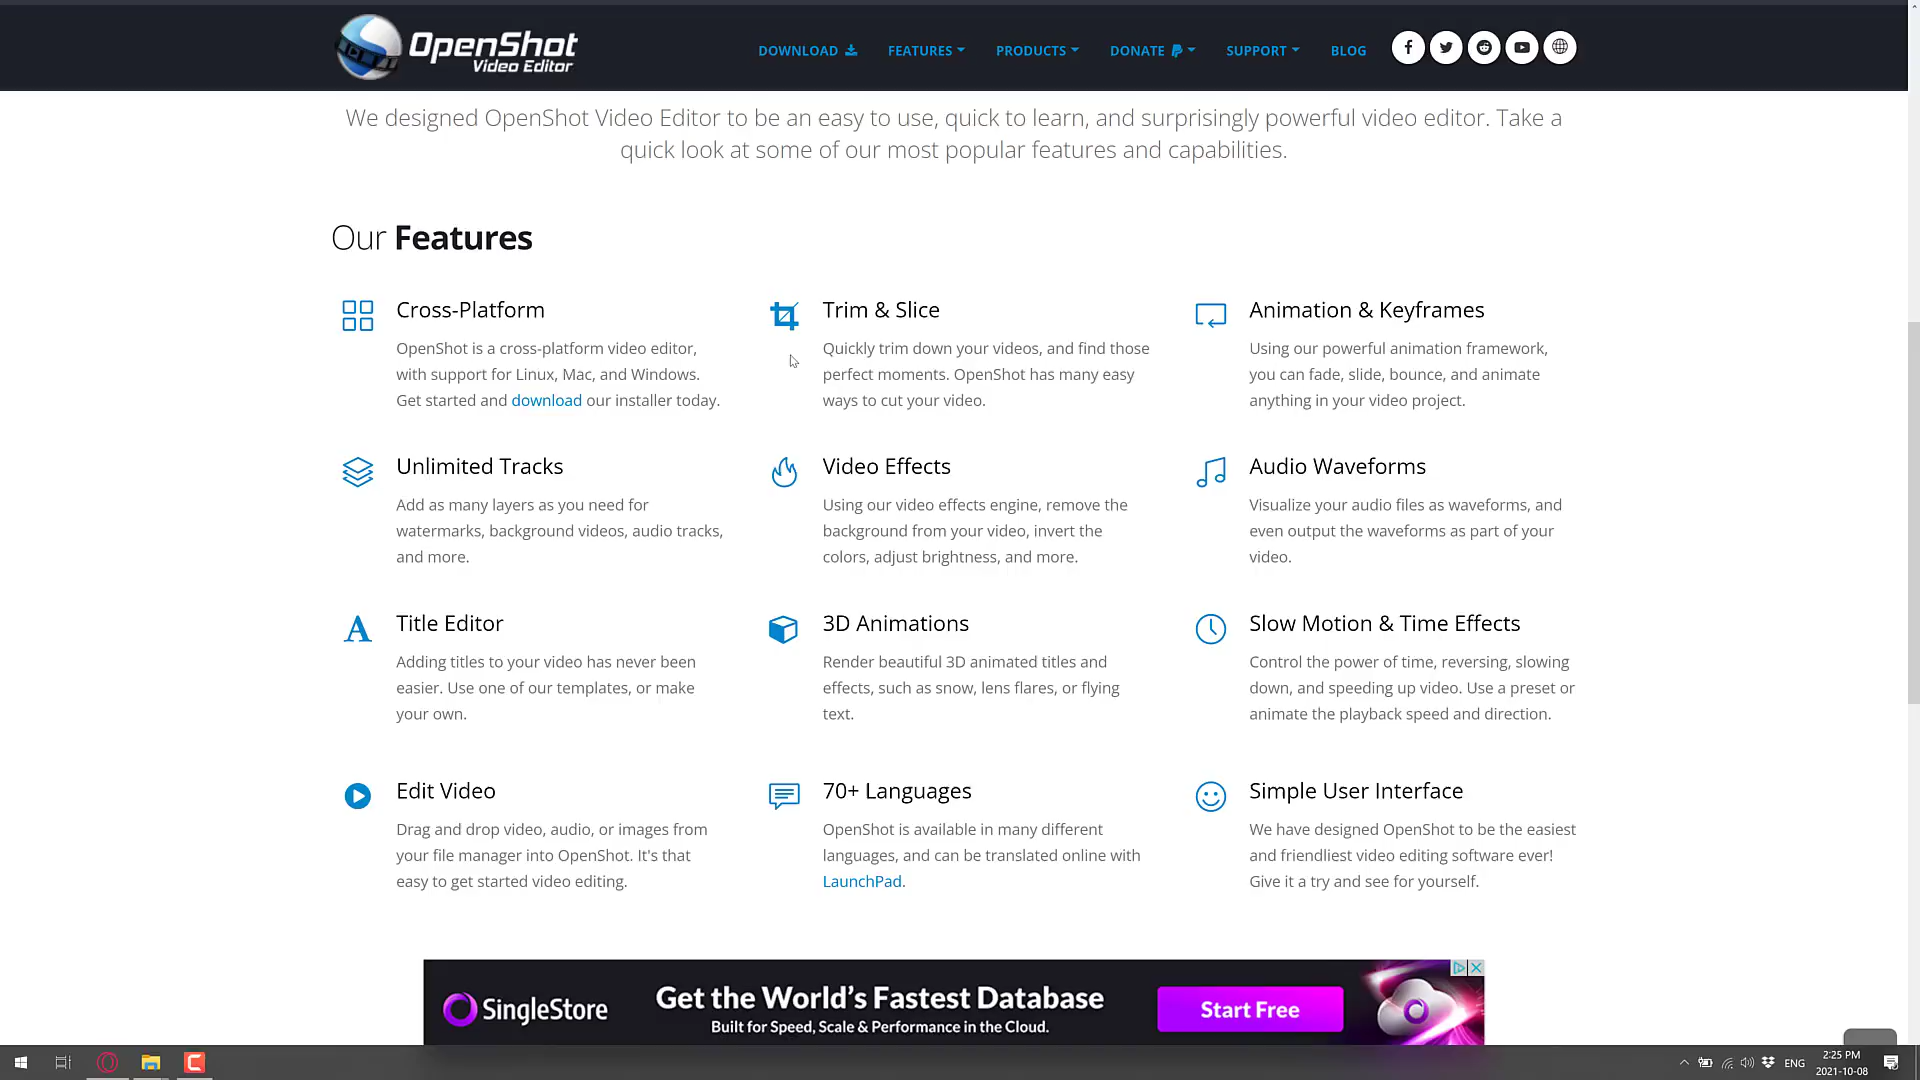 OpenShot
Video Editor
DOWNLOAD
FEATURES
PRODUCTS
DONATE
SUPPORT
BLOG
We designed OpenShot Video Editor to be an easy to use, quick to learn, and surprisingly powerful video editor. Take a
quick look at some of our most popular features and capabilities.
Our Features
Cross-Platform
OpenShot is a cross-platform video editor,
with support for Linux, Mac, and Windows.
Get started and download our installer today.
Trim & Slice
Quickly trim down your videos, and find those
perfect moments. OpenShot has many easy
ways to cut your video.
Animation & Keyframes
Using our powerful animation framework,
you can fade, slide, bounce, and animate
anything in your video project.
Unlimited Tracks
Add as many layers as you need for
watermarks, background videos, audio tracks,
and more.
Video Effects
Using our video effects engine, remove the
background from your video, invert the
colors, adjust brightness, and more.
Audio Waveforms
Visualize your audio files as waveforms, and
even output the waveforms as part of your
video.
Title Editor
Adding titles to your video has never been
easier. Use one of our templates, or make
your own.
3D Animations
Render beautiful 3D animated titles and
effects, such as snow, lens flares, or flying
text.
Slow Motion & Time Effects
Control the power of time, reversing, slowing
down, and speeding up video. Use a preset or
animate the playback speed and direction.
Edit Video
Drag and drop video, audio, or images from
your file manager into OpenShot. It's that
easy to get started video editing.
70+ Languages
OpenShot is available in many different
languages, and can be translated online with
LaunchPad.
Simple User Interface
We have designed OpenShot to be the easiest
and friendliest video editing software ever!
Give it a try and see for yourself.
SingleStore
Get the World's Fastest Database
Built for Speed, Scale & Performance in the Cloud.
Start Free
ENG
2:25 PM
2021-10-08